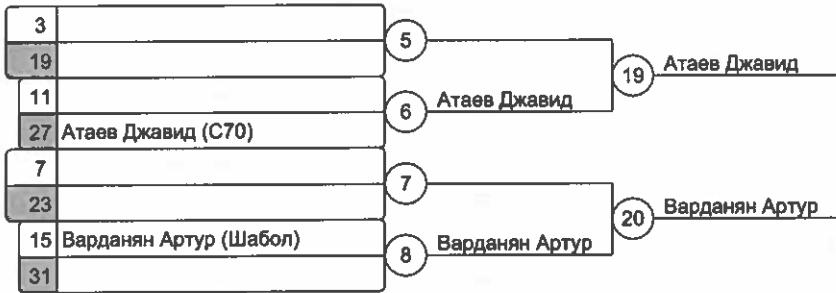 3
5
19
19 Атаев Джавид
11
6 Атаев Джавид
27 Атаев Джавид (С70)
7
7
23
20 Варданян Артур
15 Варданян Артур (Шабол)
8 Варданян Артур
31